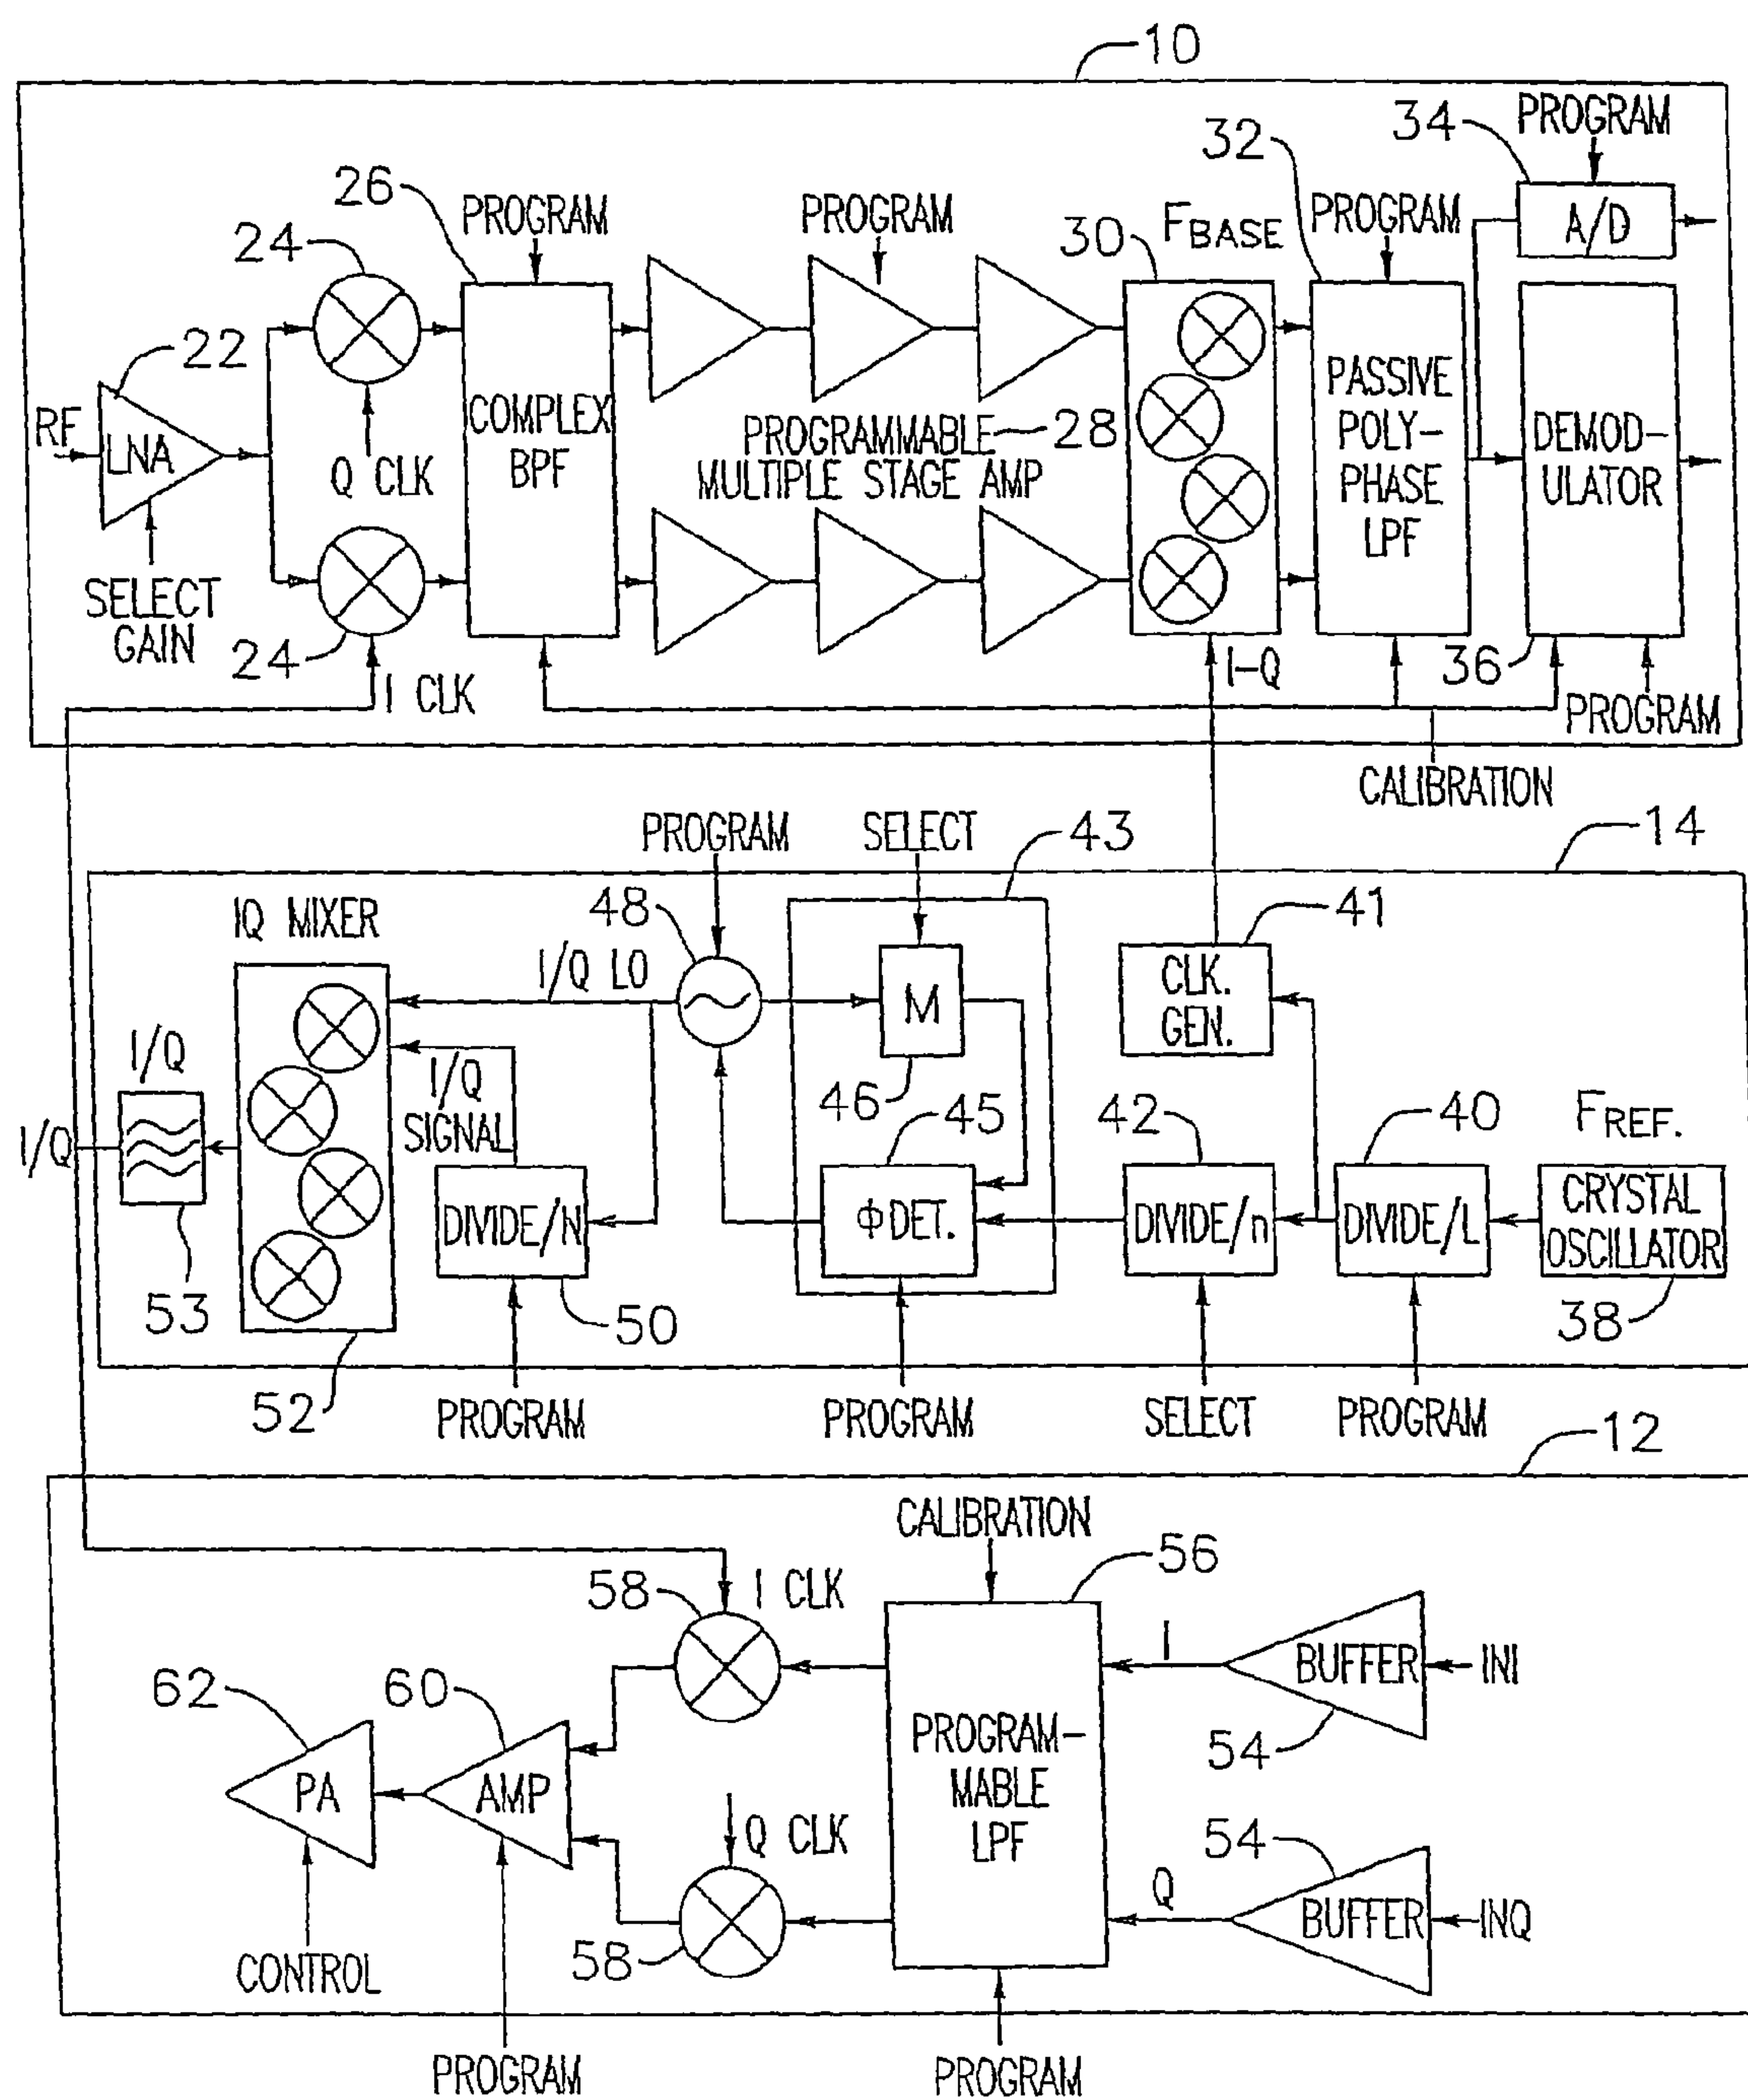 10
34
PROGRAM
32
26
PROGRAM
PROGRAM
30
FBASE
PROGRAM
A/D
24
22
RF
LNA
Q CLK
COMPLEX
BPF
PROGRAMMABLE
28
MULTIPLE STAGE AMP
PASSIVE
POLY-
PHASE
LPF
DEMOD-
ULATOR
SELECT
GAIN
24
I CLK
I-Q
36
PROGRAM
CALIBRATION
PROGRAM
SELECT
43
14
IQ MIXER
48
41
I/Q LO
M
CLK.
GEN.
I/Q
I/Q
SIGNAL
46
45
42
40
FREF.
I/Q
DIVIDE/N
ΦDET.
DIVIDE/n
DIVIDE/L
CRYSTAL
OSCILLATOR
53
50
38
52
PROGRAM
PROGRAM
SELECT
PROGRAM
12
CALIBRATION
56
58
I CLK
I
BUFFER
INI
62
60
54
PROGRAM-
MABLE
LPF
PA
AMP
Q CLK
54
Q
BUFFER
INQ
58
CONTROL
PROGRAM
PROGRAM